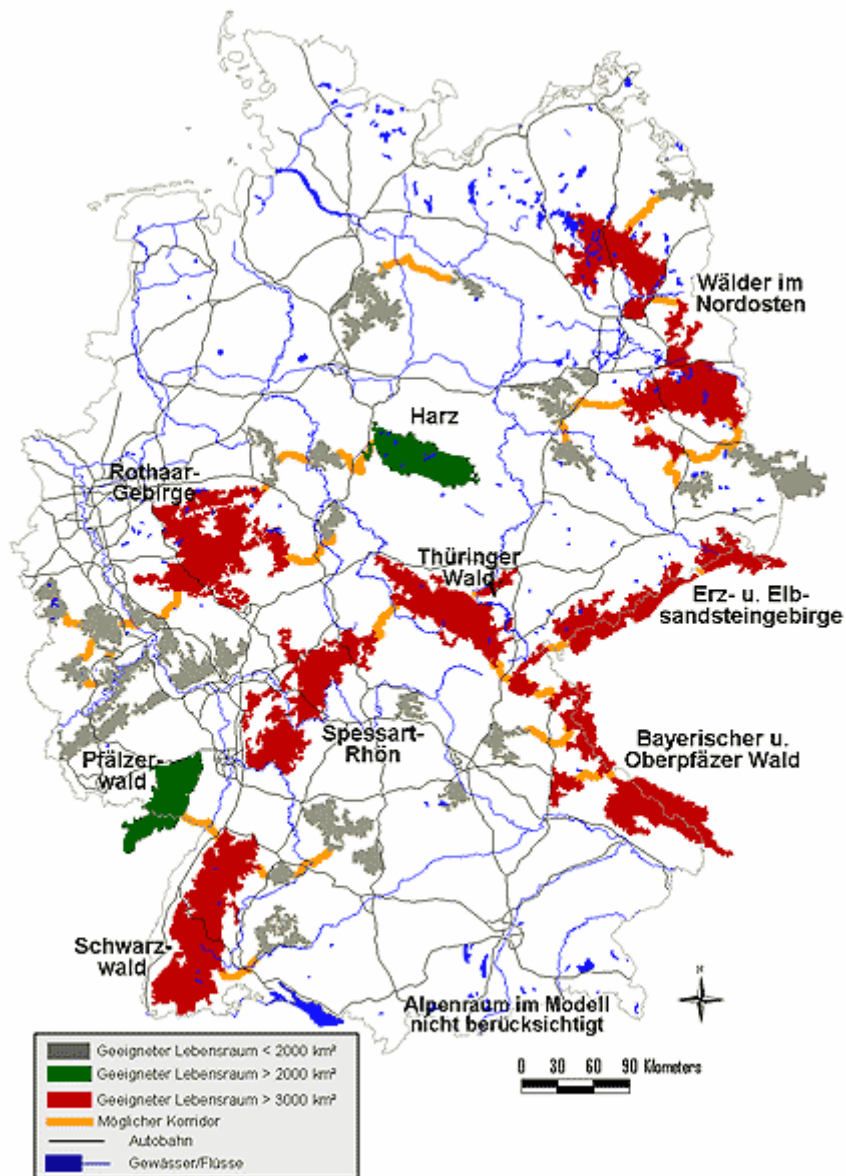 Wälder im
Nordosten
Harz
Rothaar-
Gebirge
Thüringer
Wald
Erz- u. Elb-
sandsteingebirge
Spessart-
Rhön
Bayerischer u.
Oberpfäzer Wald
Pfälzer-
wald
Schwarz-
wald
N
Alpenraum im Modell
nicht berücksichtigt
0 30 60 90 Kilometers
Geeigneter Lebensraum < 2000 km²
Geeigneter Lebensraum > 2000 km²
Geeigneter Lebensraum > 3000 km²
Möglicher Korridor
Autobahn
Gewässer/Flüsse